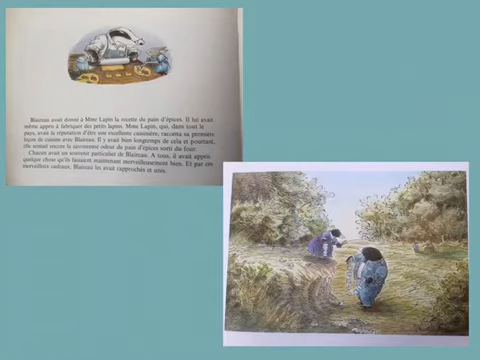 Blaireau avait donné à Mme Lapin la recette du pain d'épices. Il lui avait
même appris à fabriquer des petits lapins. Mme Lapin, qui, dans tout le
pays, avait la réputation d'être une excellente cuisinière, raconta sa première
leçon de cuisine avec Blaireau. Il y avait bien longtemps de cela et pourtant,
elle sentait encore la savoureuse odeur du pain d'épices sorti du four.
Chacun avait un souvenir particulier de Blaireau. A tous, il avait appris
quelque chose qu'ils faisaient maintenant merveilleusement bien. Et par ces
merveilleux cadeaux, Blaireau les avait rapprochés et unis.